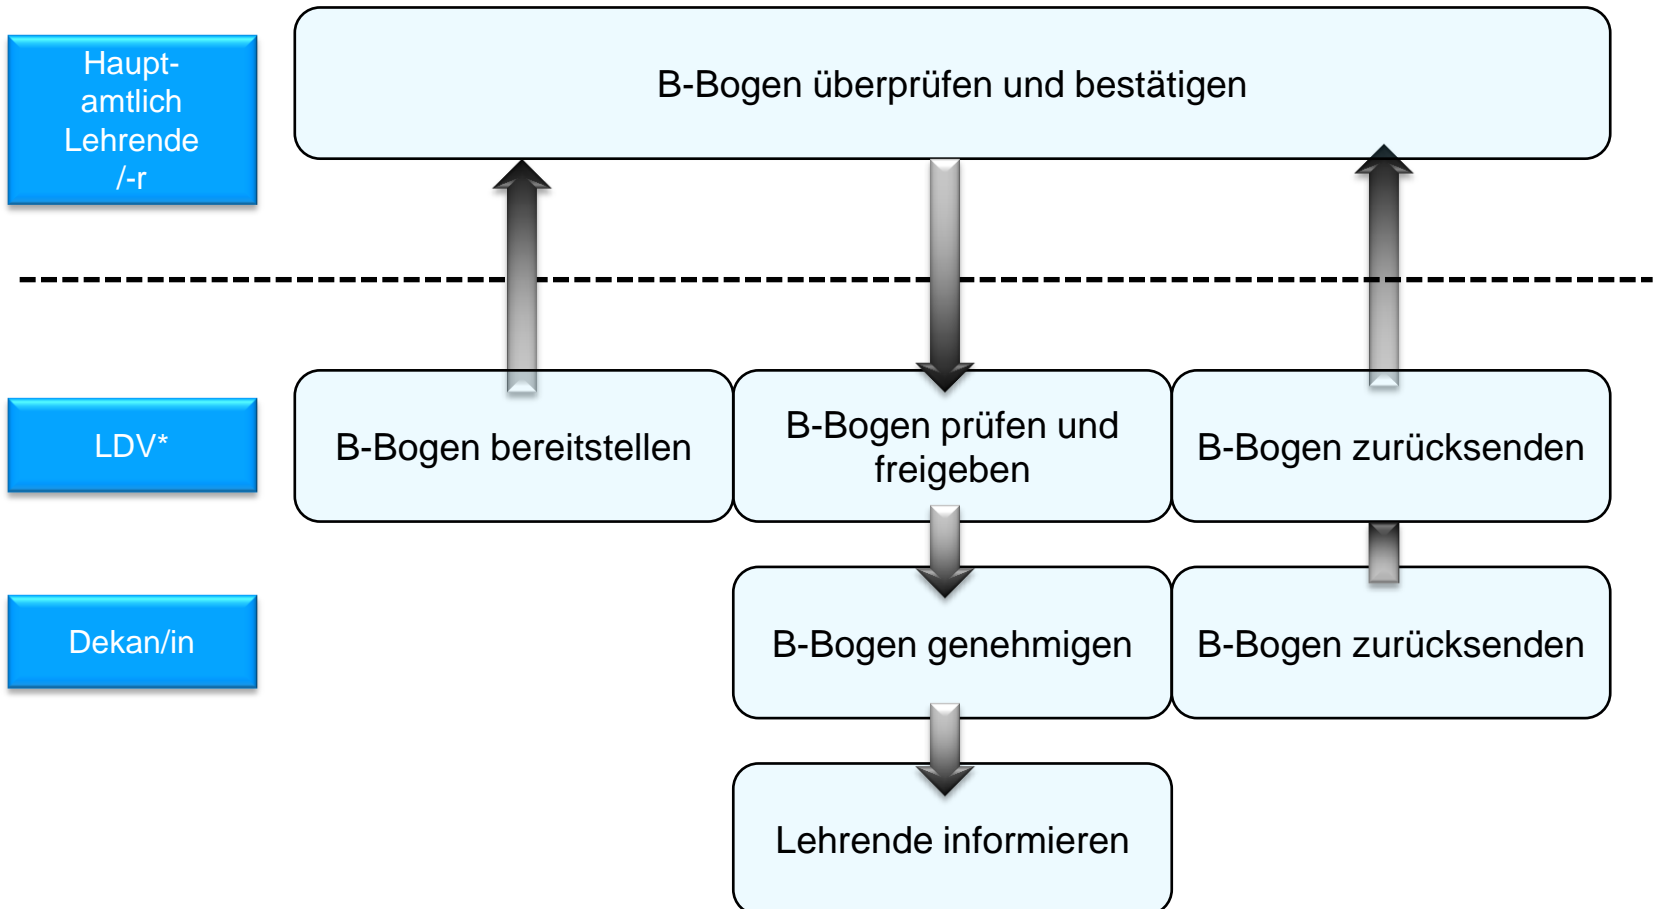 Haupt-
amtlich
Lehrende
/-r
B-Bogen überprüfen und bestätigen
LDV*
B-Bogen bereitstellen
B-Bogen prüfen und
freigeben
B-Bogen zurücksenden
Dekan/in
B-Bogen genehmigen
B-Bogen zurücksenden
Lehrende informieren